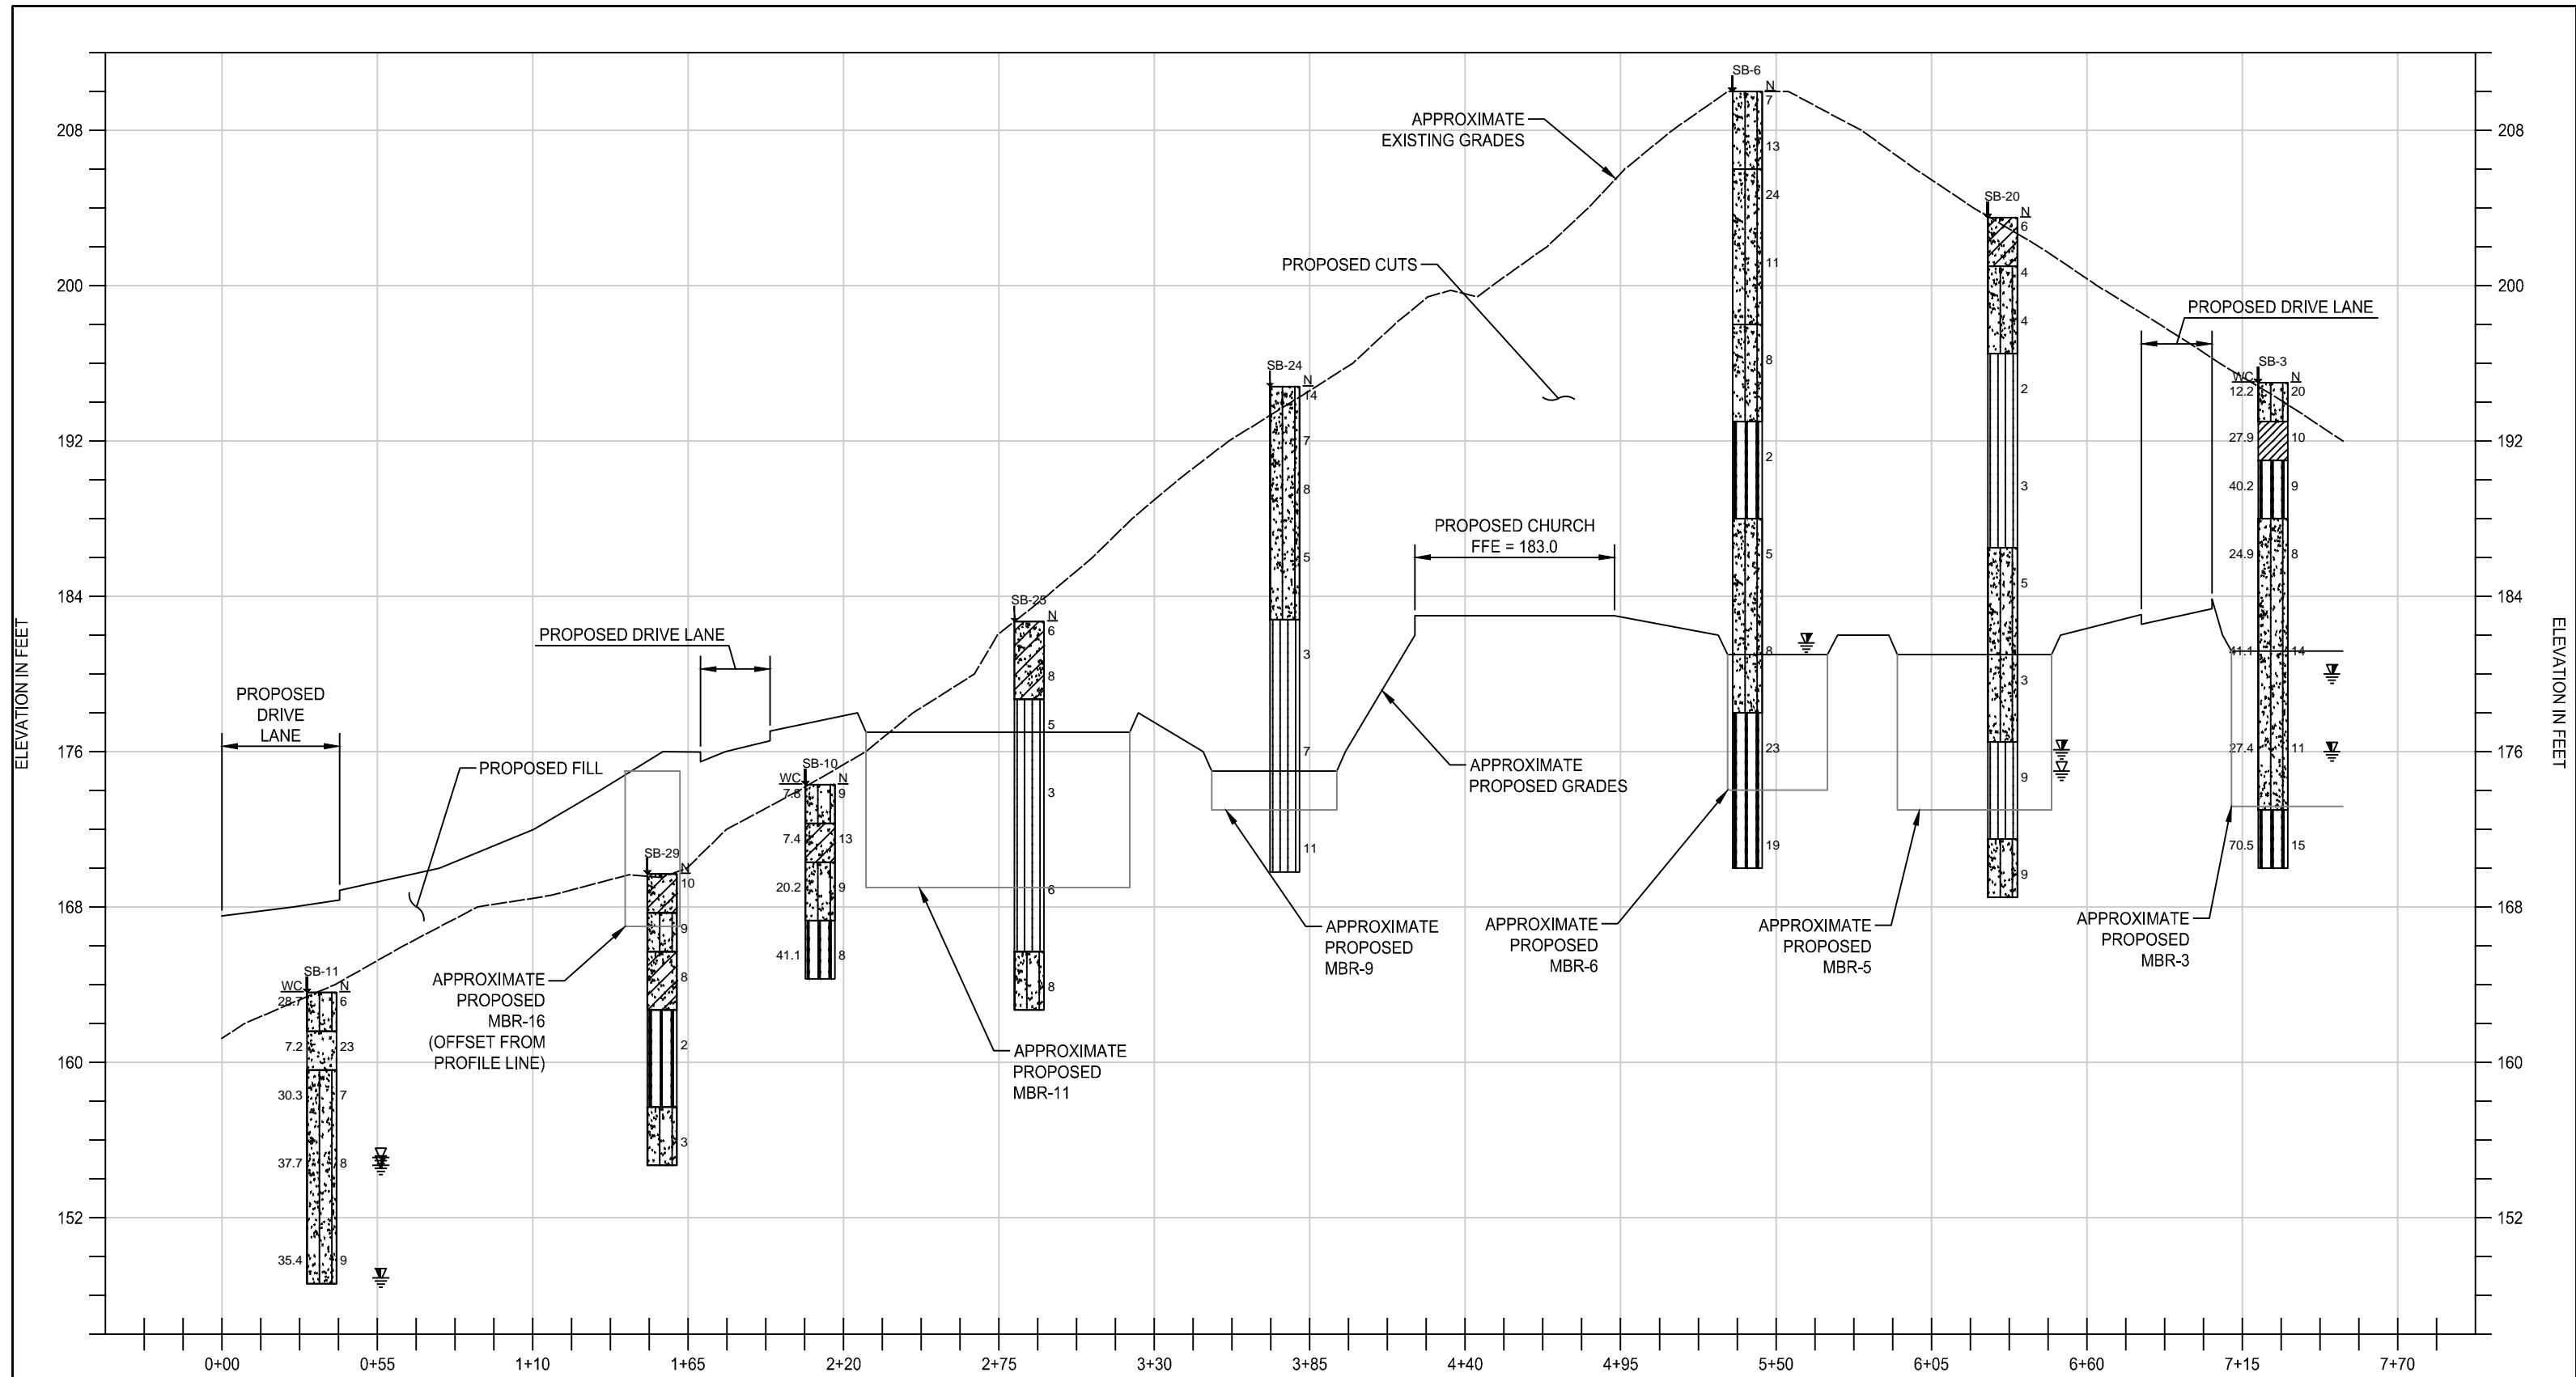 SB-6
N
7
13
24
11
8
2
5
8
23
19
APPROXIMATE
EXISTING GRADES
208
208
SB-20
N
6
4
4
2
3
5
3
9
9
PROPOSED CUTS
200
200
PROPOSED DRIVE LANE
SB-24
N
14
7
8
5
3
7
11
SB-3
WC
N
12.2
20
27.9
10
40.2
9
24.9
8
41.1
14
27.4
11
70.5
15
192
192
PROPOSED CHURCH
FFE = 183.0
184
184
SB-25
N
6
8
5
3
6
8
PROPOSED DRIVE LANE
PROPOSED
DRIVE
LANE
ELEVATION IN FEET
ELEVATION IN FEET
176
176
PROPOSED FILL
SB-10
WC
N
7.8
9
7.4
13
20.2
9
41.1
8
APPROXIMATE
PROPOSED GRADES
SB-29
N
10
9
8
2
3
168
168
APPROXIMATE
PROPOSED
MBR-9
APPROXIMATE
PROPOSED
MBR-6
APPROXIMATE
PROPOSED
MBR-5
APPROXIMATE
PROPOSED
MBR-3
SB-11
WC
N
28.7
6
7.2
23
30.3
7
37.7
8
35.4
9
APPROXIMATE
PROPOSED
MBR-16
(OFFSET FROM
PROFILE LINE)
APPROXIMATE
PROPOSED
MBR-11
160
160
152
152
0+00
0+55
1+10
1+65
2+20
2+75
3+30
3+85
4+40
4+95
5+50
6+05
6+60
7+15
7+70